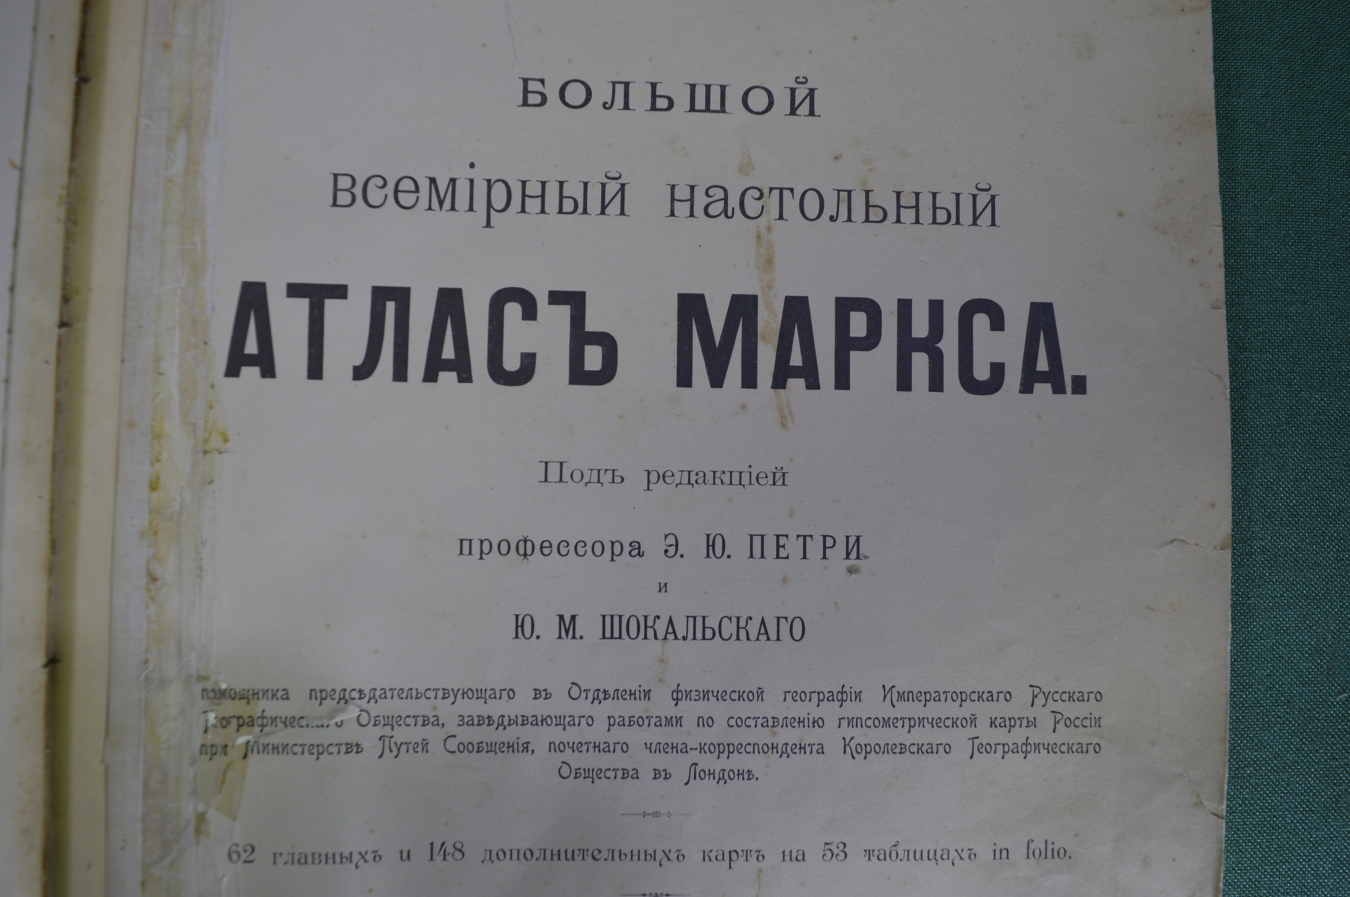 БОЛЬШОЙ
всемірный настольный
АТЛАСЪ МАРКСА.
Подъ редакціей
профессора Э. Ю. ПЕТРИ
и
Ю. М. ШОКАЛЬСКАГО
помощника предсѣдательствующаго въ Отдѣленіи физической географіи Императорскаго Русскаго
Географическаго Общества, завѣдывающаго работами по составленію гипсометрической карты Россіи
при Министерствѣ Путей Сообщенія, почетнаго члена-корреспондента Королевскаго Географическаго
Общества въ Лондонѣ.
62 главныхъ и 148 дополнительныхъ картъ на 53 таблицахъ in folio.